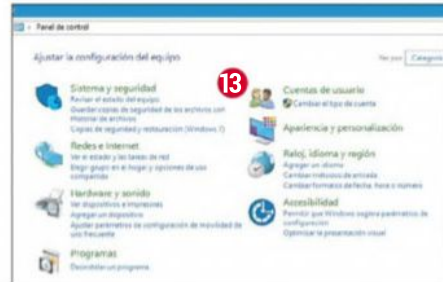 Panel de control
Ajustar la configuración del equipo
Ver por: Categoría
Sistema y seguridad
Revisar el estado del equipo
Guardar copias de seguridad de los archivos con
Historial de archivos
Copias de seguridad y restauración (Windows 7)
Redes e Internet
Ver el estado y las tareas de red
Elegir grupo en el hogar y opciones de uso
compartido
Hardware y sonido
Ver dispositivos e impresoras
Agregar un dispositivo
Ajustar parámetros de configuración de movilidad de
uso frecuente
Programas
Desinstalar un programa
13
Cuentas de usuario
Cambiar el tipo de cuenta
Apariencia y personalización
Reloj, idioma y región
Agregar un idioma
Cambiar métodos de entrada
Cambiar formatos de fecha, hora o número
Accesibilidad
Permitir que Windows sugiera parámetros de
configuración
Optimizar la presentación visual